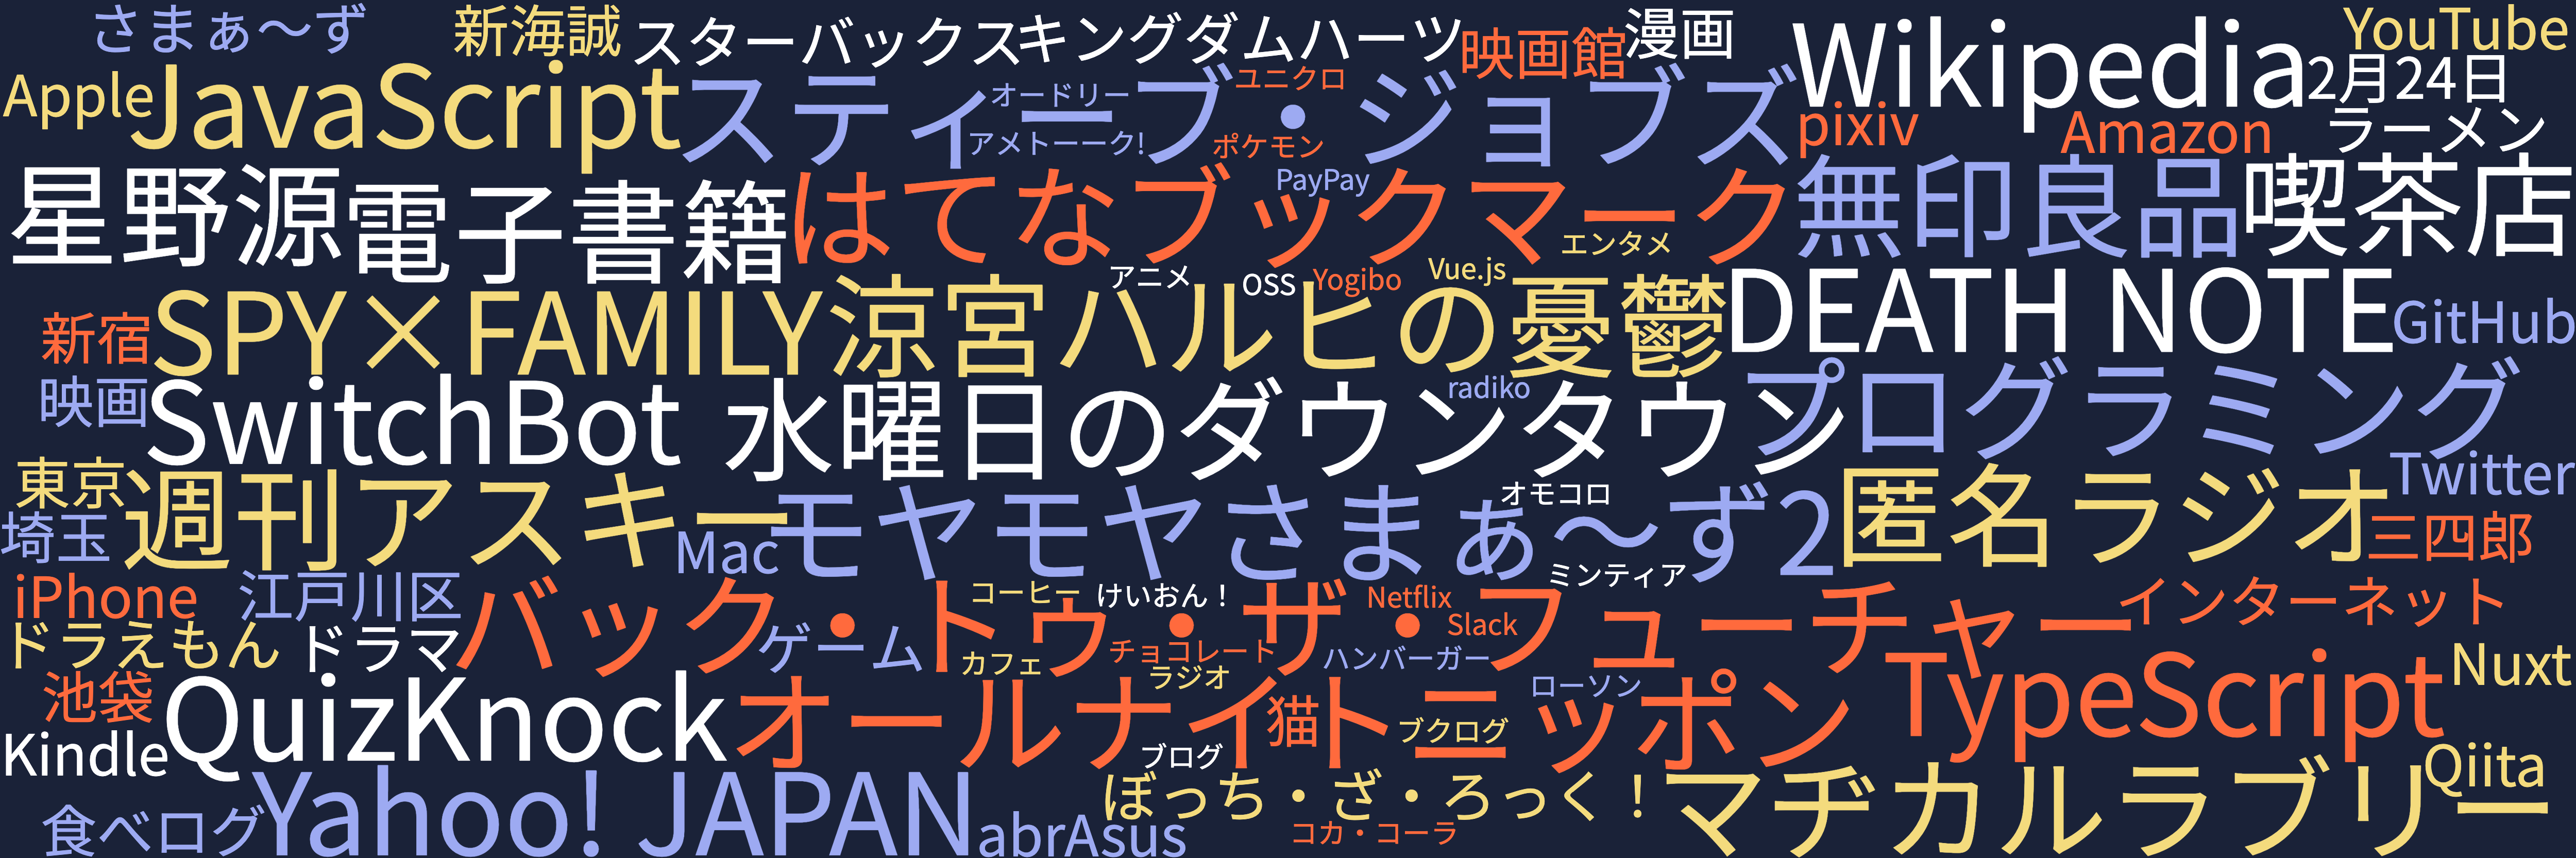 さまぁ～ず 新海誠 スターバックス キングダムハーツ 映画館 漫画 Wikipedia YouTube
Apple JavaScript スティーブ・ジョブズ オードリー ユニクロ 2月24日
アメトーーク! ポケモン pixiv Amazon ラーメン
星野源 電子書籍 はてなブックマーク PayPay 無印良品 喫茶店
エンタメ
アニメ OSS Yogibo Vue.js
新宿 SPY×FAMILY 涼宮ハルヒの憂鬱 DEATH NOTE GitHub
映画 SwitchBot 水曜日のダウンタウン radiko プログラミング
東京 週刊アスキー モヤモヤさまぁ～ず2 オモコロ 匿名ラジオ Twitter
埼玉 Mac 三四郎
iPhone 江戸川区 バック・トゥ・ザ・フューチャー コーヒー けいおん！ Netflix ミンティア インターネット
ドラえもん ドラマ ゲーム カフェ チョコレート Slack ハンバーガー
池袋 QuizKnock オールナイトニッポン ラジオ 猫 ローソン TypeScript Nuxt
Kindle ブログ ブクログ Qiita
食べログ Yahoo! JAPAN abrAsus ぼっち・ざ・ろっく！ マヂカルラブリー
コカ・コーラ